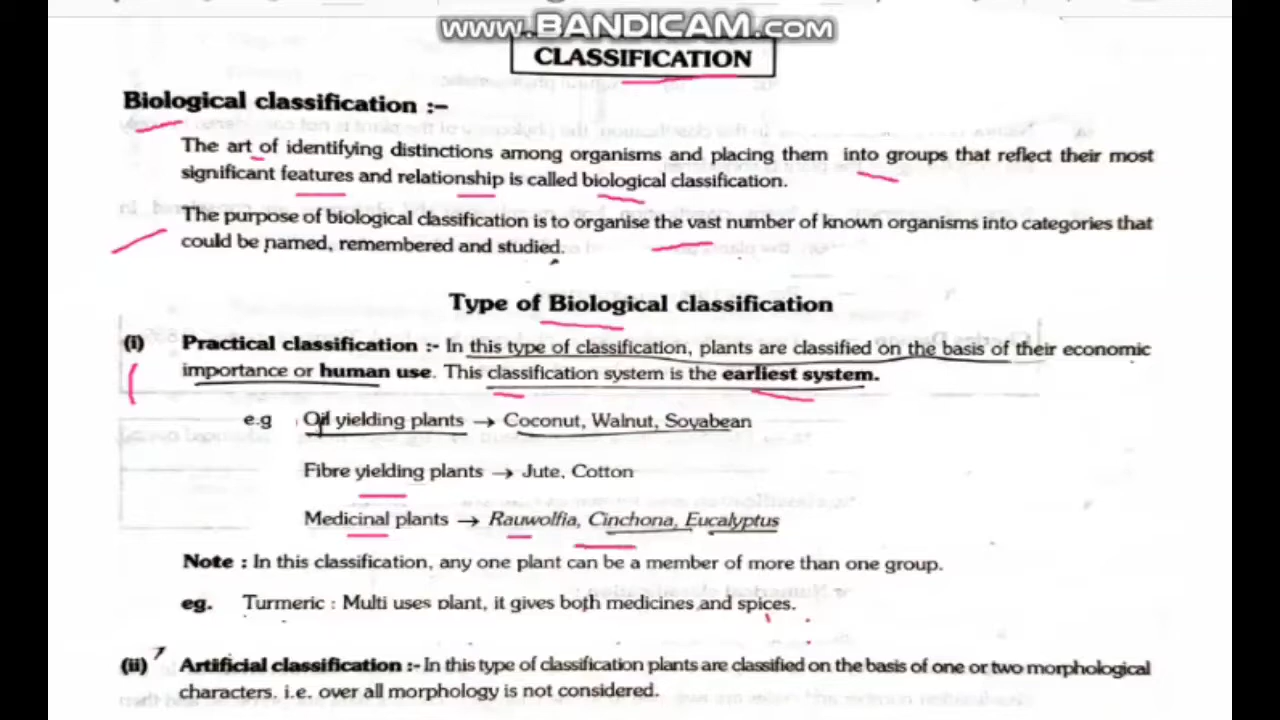 www.BANDICAM.com
CLASSIFICATION
Biological classification :–
The art of identifying distinctions among organisms and placing them into groups that reflect their most
significant features and relationship is called biological classification.
The purpose of biological classification is to organise the vast number of known organisms into categories that
could be named, remembered and studied.
Type of Biological classification
(i) Practical classification :- In this type of classification, plants are classified on the basis of their economic
importance or human use. This classification system is the earliest system.
e.g Oil yielding plants → Coconut, Walnut, Soyabean
Fibre yielding plants → Jute, Cotton
Medicinal plants → Rauwolfia, Cinchona, Eucalyptus
Note : In this classification, any one plant can be a member of more than one group.
eg. Turmeric : Multi uses plant, it gives both medicines and spices.
(ii) Artificial classification :- In this type of classification plants are classified on the basis of one or two morphological
characters. i.e. over all morphology is not considered.